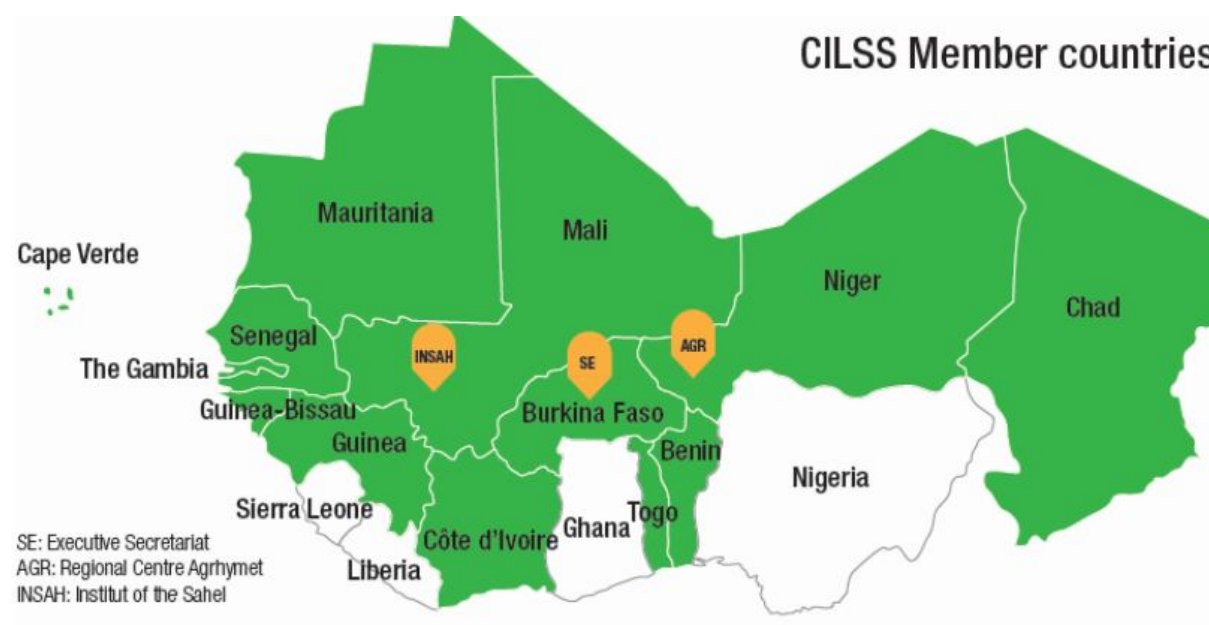 CILSS Member countries
Mauritania
Mali
Cape Verde
Niger
Chad
Senegal
INSAH
SE
AGR
The Gambia
Guinea-Bissau
Burkina Faso
Guinea
Benin
Nigeria
Sierra Leone
Ghana
Togo
Côte d'Ivoire
Liberia
SE: Executive Secretariat
AGR: Regional Centre Agrhymet
INSAH: Institut of the Sahel